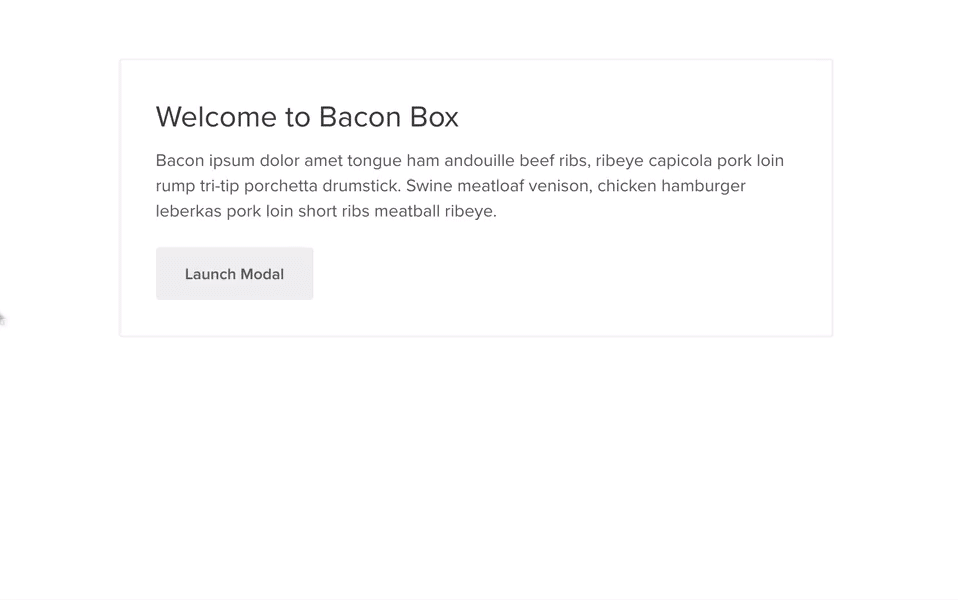 Welcome to Bacon Box
Bacon ipsum dolor amet tongue ham andouille beef ribs, ribeye capicola pork loin
rump tri-tip porchetta drumstick. Swine meatloaf venison, chicken hamburger
leberkas pork loin short ribs meatball ribeye.
Launch Modal